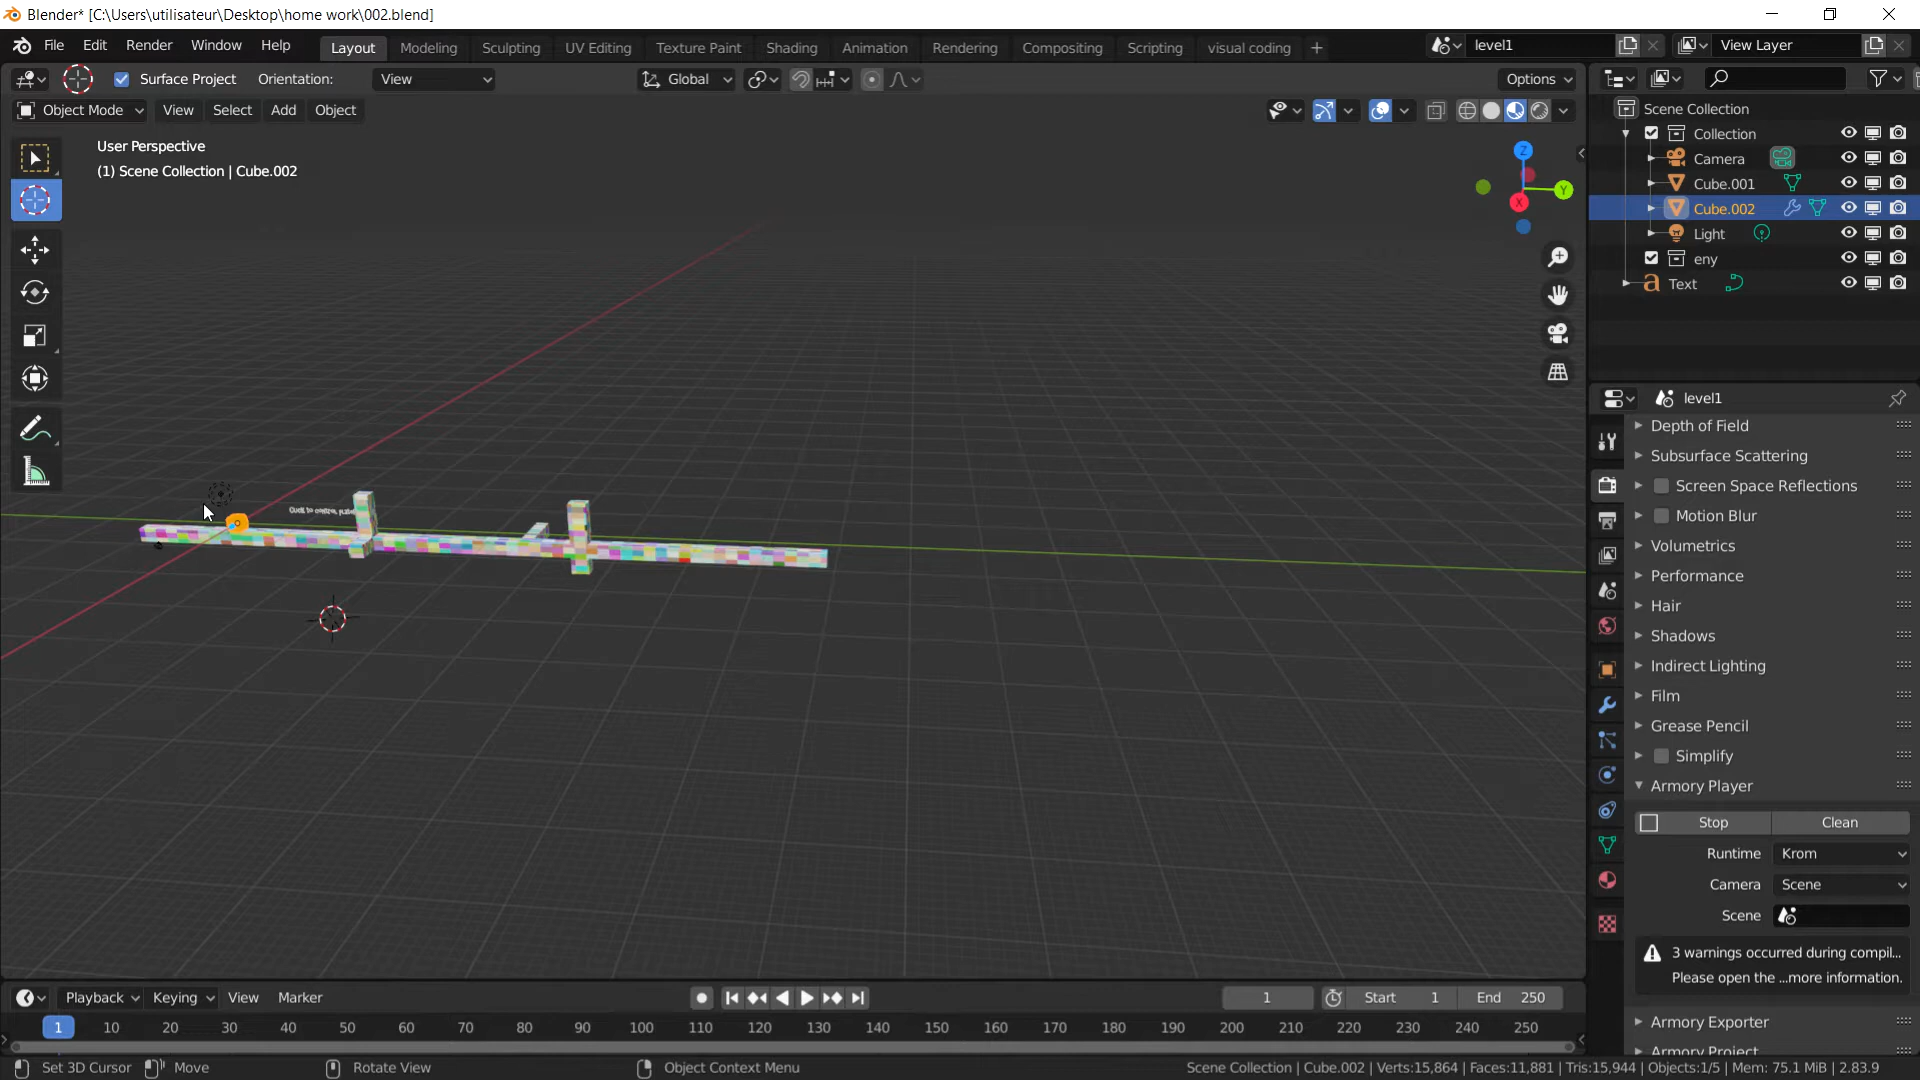 Blender* [C:\Users\utilisateur\Desktop\home work\002.blend]
File Edit Render Window Help Layout Modeling Sculpting UV Editing Texture Paint Shading Animation Rendering Compositing Scripting visual coding + level1 View Layer
Surface Project Orientation: View Global Options
Object Mode View Select Add Object
User Perspective
(1) Scene Collection | Cube.002
Z
Y
X
Scene Collection
Collection
Camera
Cube.001
Cube.002
Light
eny
a Text
level1
Depth of Field
Subsurface Scattering
Screen Space Reflections
Motion Blur
Volumetrics
Performance
Hair
Shadows
Indirect Lighting
Film
Grease Pencil
Simplify
Armory Player
Stop Clean
Runtime Krom
Camera Scene
Scene
3 warnings occurred during compil...
Please open the ...more information.
Armory Exporter
Armory Project
Playback Keying View Marker 1 Start 1 End 250
1 10 20 30 40 50 60 70 80 90 100 110 120 130 140 150 160 170 180 190 200 210 220 230 240 250
Set 3D Cursor Move Rotate View Object Context Menu Scene Collection | Cube.002 | Verts:15,864 | Faces:11,881 | Tris:15,944 | Objects:1/5 | Mem: 75.1 MiB | 2.83.9